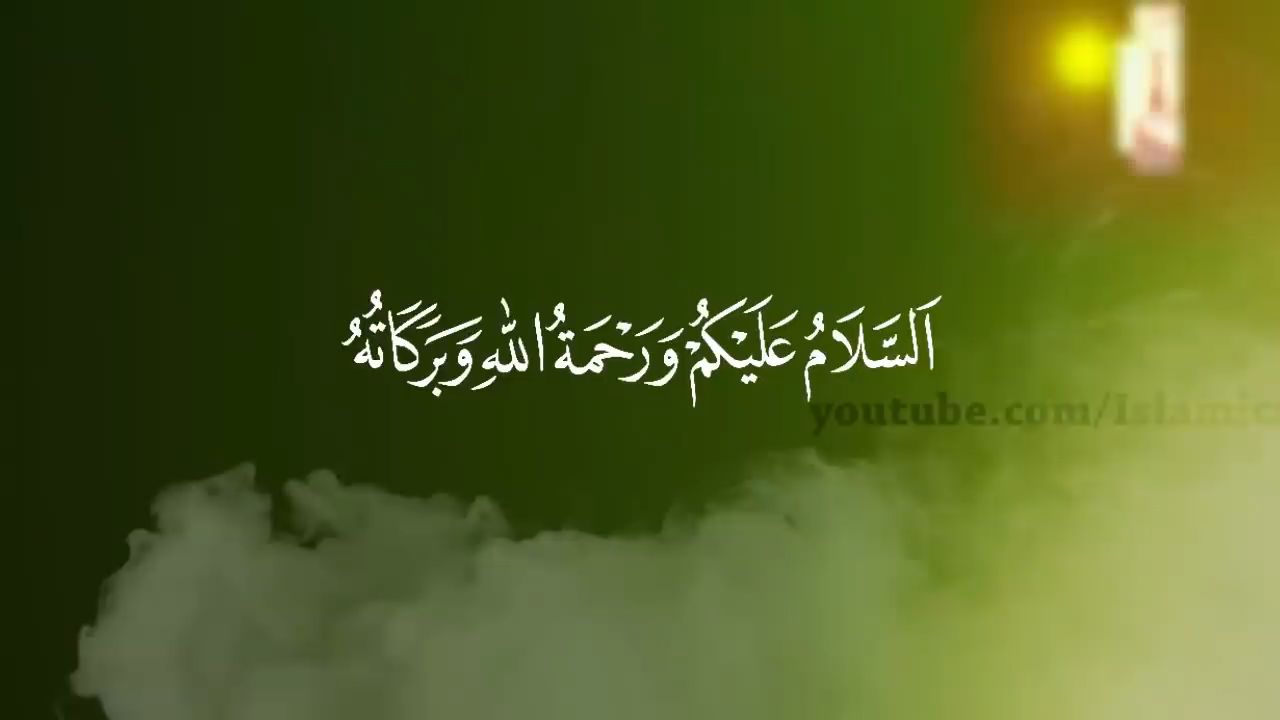 اَلسَّلَامُ عَلَيْكُمْ وَرَحْمَةُ اللهِ وَبَرَكَاتُهُ
youtube.com/Islamic